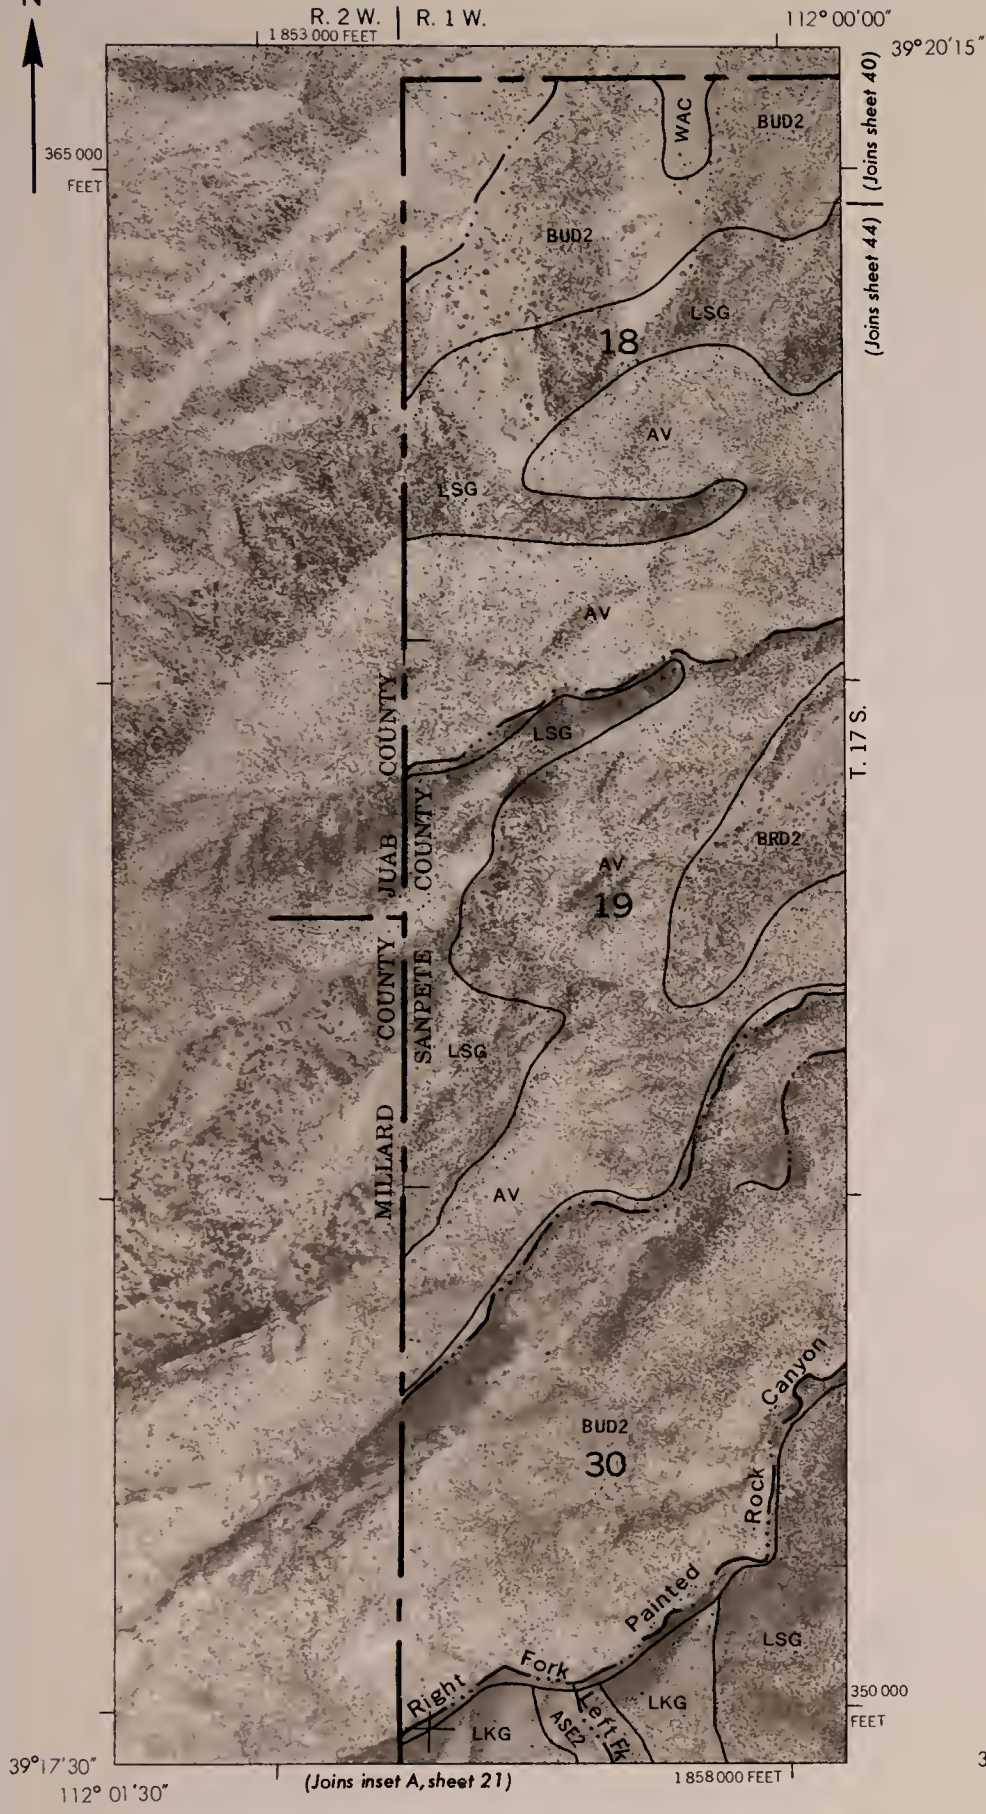 N
R. 2 W. | R. 1 W.
1 853 000 FEET
112° 00' 00"
39° 20' 15"
365 000
FEET
(Joins sheet 40)
(Joins sheet 44)
WAC
BUD2
BUD2
LSG
18
AV
LSG
AV
T. 17 S.
JUAB COUNTY
SANPETE COUNTY
MILLARD COUNTY
LSG
BRD2
AV
19
LSG
AV
BUD2
30
Right Fork Painted Rock Canyon
LSG
LKG
ASE2
Left Fk
LKG
350 000
FEET
39° 17' 30"
112° 01' 30"
(Joins inset A, sheet 21)
1 858 000 FEET
3